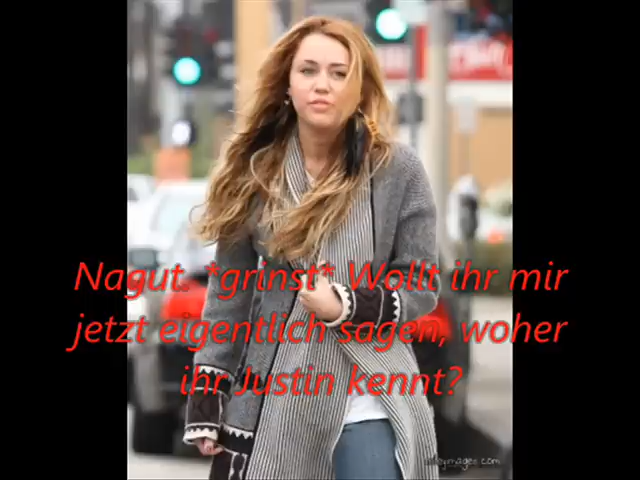 Nagut. *grinst* Wollt ihr mir
jetzt eigentlich sagen, woher
ihr Justin kennt?